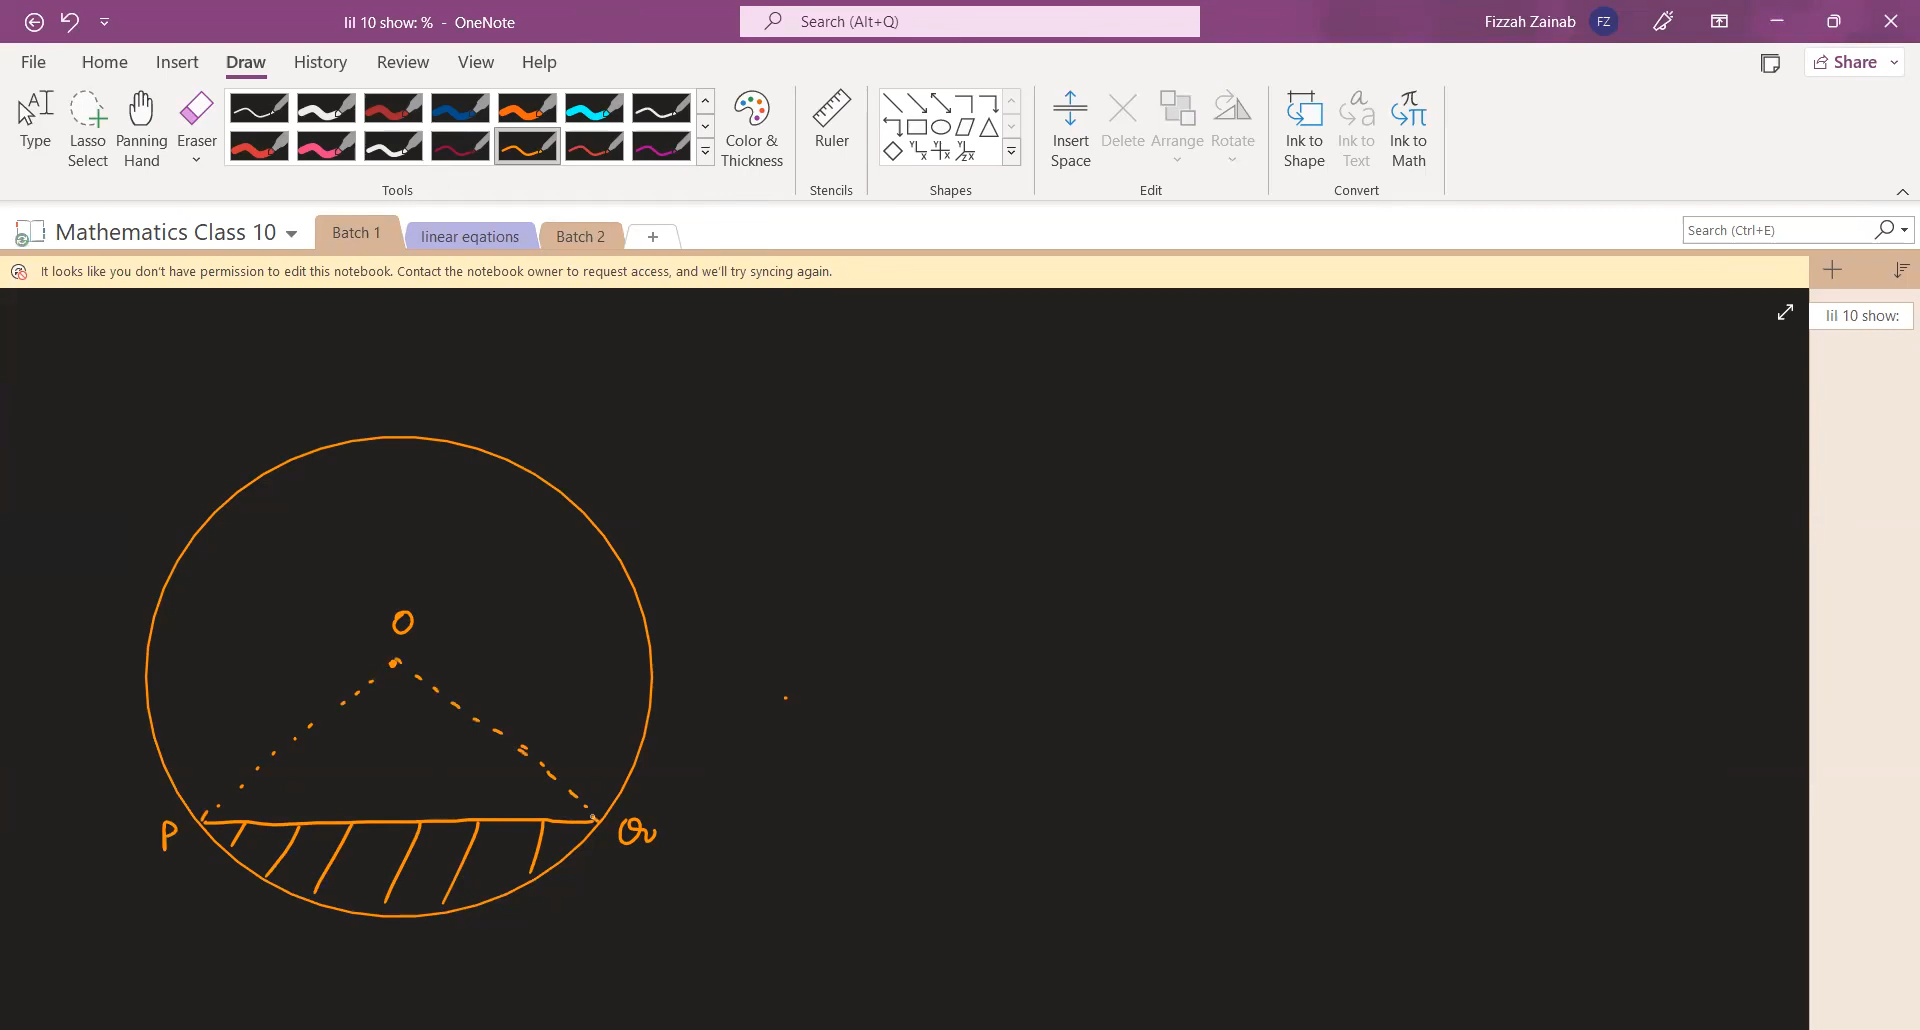 lil 10 show: % - OneNote
Search (Alt+Q)
Fizzah Zainab FZ
File Home Insert Draw History Review View Help
Share
Type
Lasso Select
Panning Hand
Eraser
Color & Thickness
Ruler
Insert Space
Delete
Arrange
Rotate
Ink to Shape
Ink to Text
Ink to Math
Tools
Stencils
Shapes
Edit
Convert
Mathematics Class 10
Batch 1
linear eqations
Batch 2
Search (Ctrl+E)
It looks like you don't have permission to edit this notebook. Contact the notebook owner to request access, and we'll try syncing again.
lil 10 show:
O
P
Q